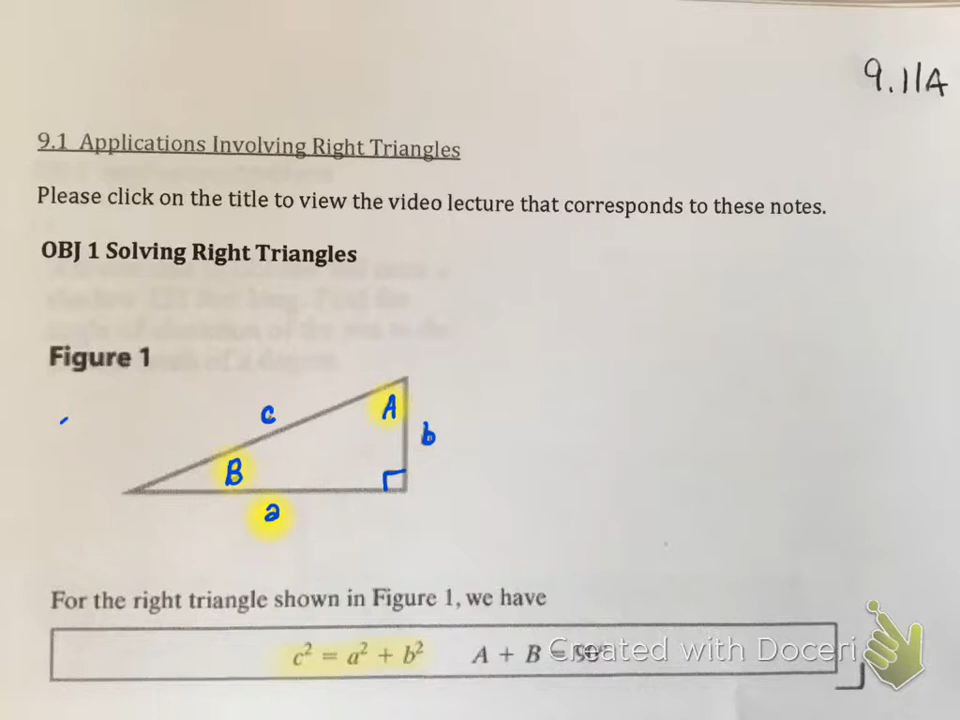 9.1/A
9.1 Applications Involving Right Triangles
Please click on the title to view the video lecture that corresponds to these notes.
OBJ 1 Solving Right Triangles
Figure 1
c
A
b
B
a
For the right triangle shown in Figure 1, we have
c² = a² + b² A + B =
Created with Doceri